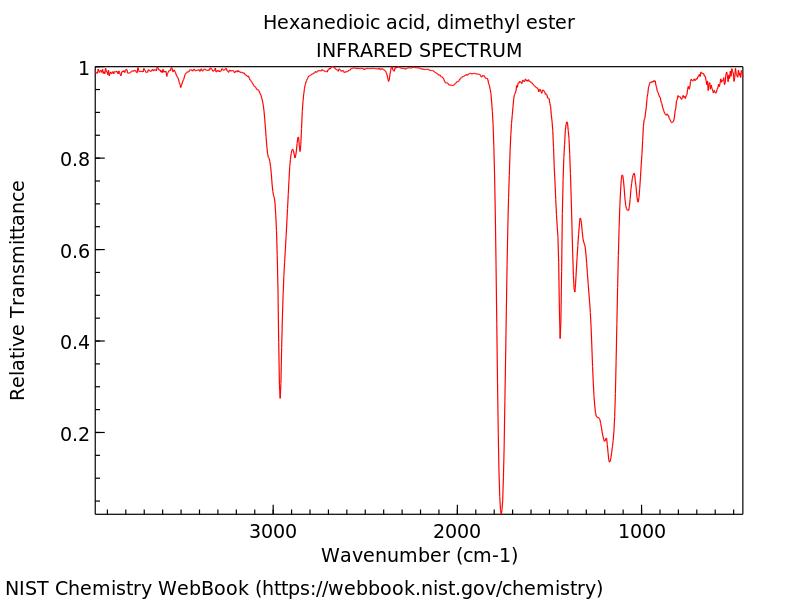 Hexanedioic acid, dimethyl ester
INFRARED SPECTRUM
1
0.8
0.6
0.4
0.2
Relative Transmittance
3000 2000 1000
Wavenumber (cm-1)
NIST Chemistry WebBook (https://webbook.nist.gov/chemistry)